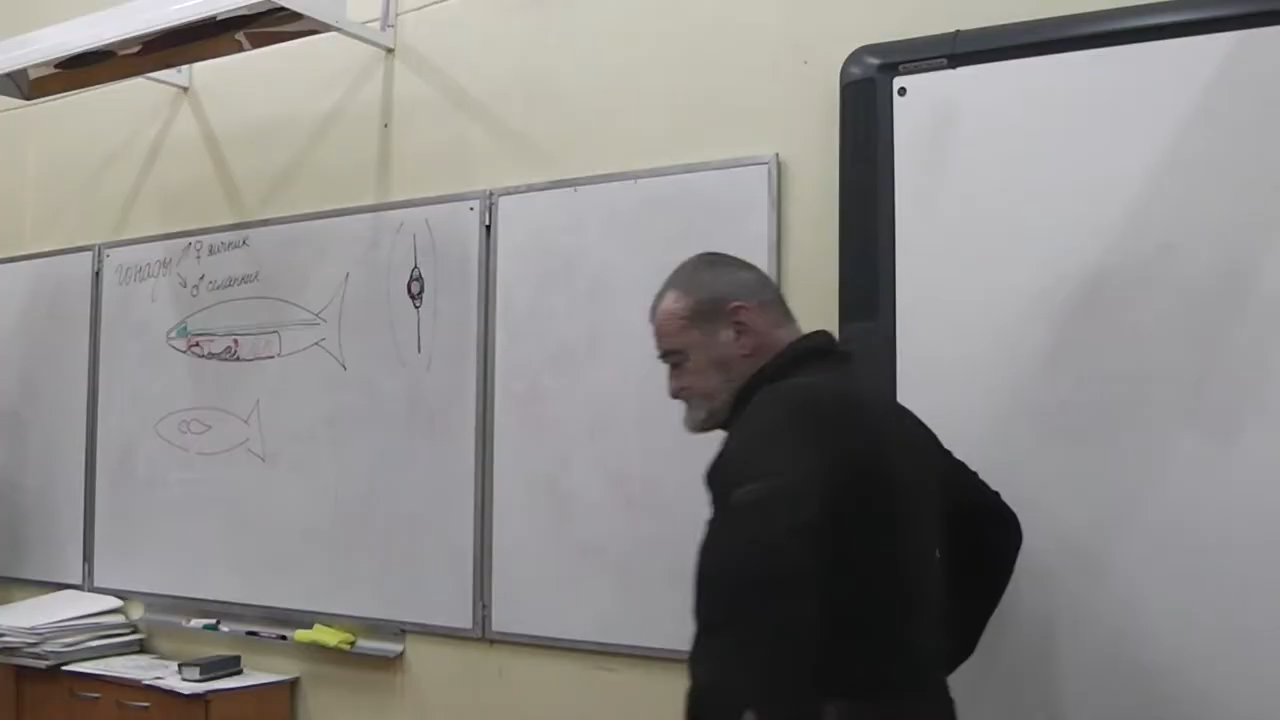 гонады
♀ яичник
♂ семенник